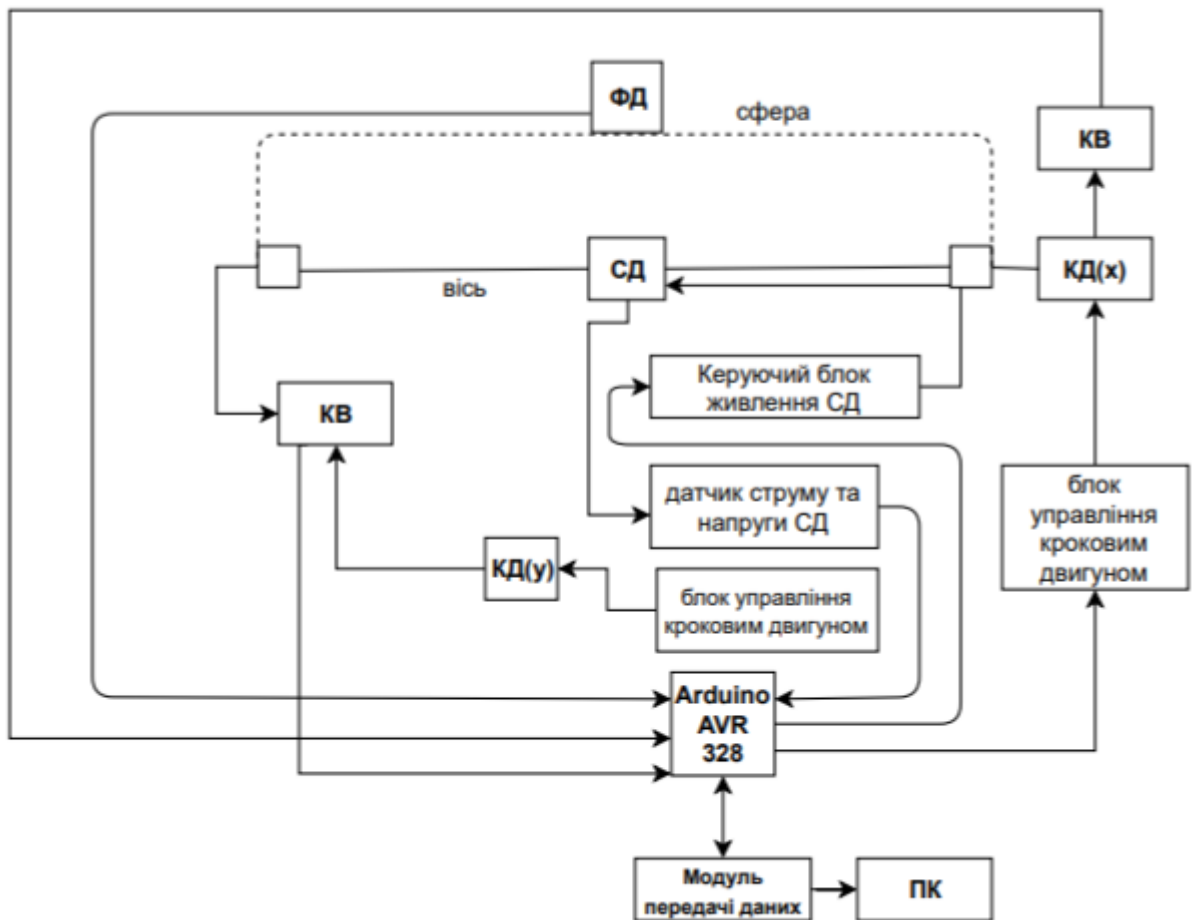 ФД
сфера
КВ
СД
КД(х)
вісь
Керуючий блок
живлення СД
КВ
датчик струму та
напруги СД
блок
управління
кроковим
двигуном
КД(у)
блок управління
кроковим двигуном
Arduino
AVR
328
Модуль
передачі даних
ПК